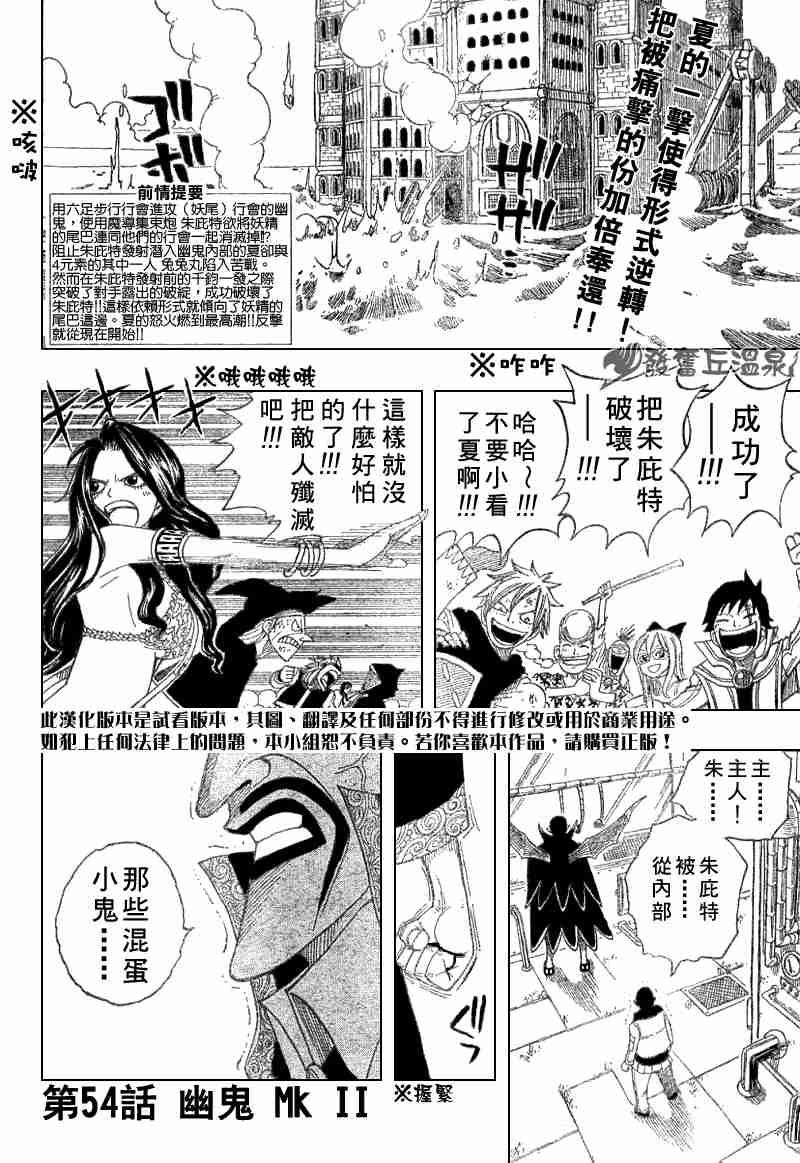 夏的一擊使得形式逆轉！
把被痛擊的份加倍奉還！！
※咳啵
ゴゴ
ゴゴ
前情提要
用六足步行行會進攻（妖尾）行會的幽
鬼，使用魔導集束炮 朱庇特欲將妖精
的尾巴連同他們的行會一起消滅掉!?
阻止朱庇特發射潛入幽鬼內部的夏卻與
4元素的其中一人 兔兔丸陷入苦戰。
然而在朱庇特發射前的千鈞一發之際
突破了對手露出的破綻，成功破壞了
朱庇特!!這樣依賴形式就傾向了妖精的
尾巴這邊。夏的怒火燃到最高潮!!反擊
就從現在開始!!
發奮丘溫泉
※咋咋
※哦哦哦哦
成功了
—!!!
把朱庇特
破壞了
—!!!
哈哈~!!!
不要小看
了夏啊!!!
這樣就沒
什麼好怕
的了!!!
把敵人殲滅
吧!!!
此漢化版本是試看版本，其圖、翻譯及任何部份不得進行修改或用於商業用途。
如犯上任何法律上的問題，本小組恕不負責。若你喜歡本作品，請購買正版！
主……
主人！
朱……
朱庇特
被……
從內部
ぐっ
※握緊
那些混蛋
小鬼……
第54話 幽鬼 Mk II